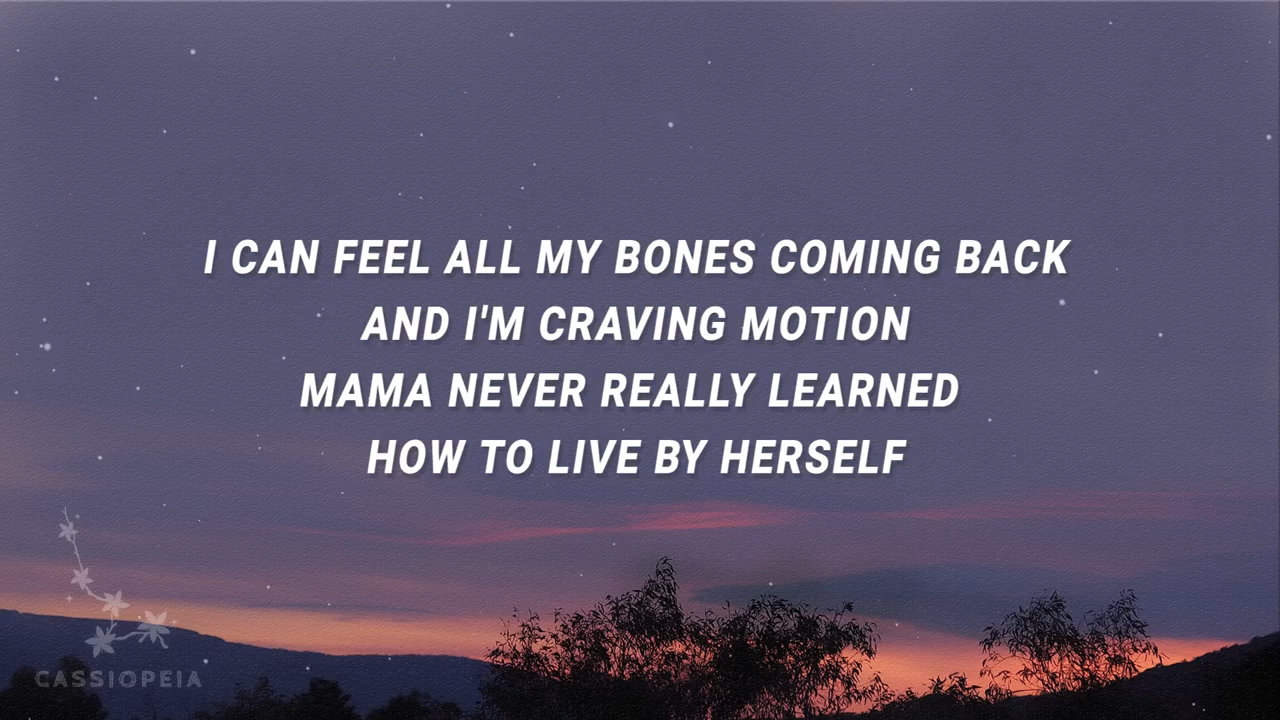 I CAN FEEL ALL MY BONES COMING BACK
AND I'M CRAVING MOTION
MAMA NEVER REALLY LEARNED
HOW TO LIVE BY HERSELF
CASSIOPEIA